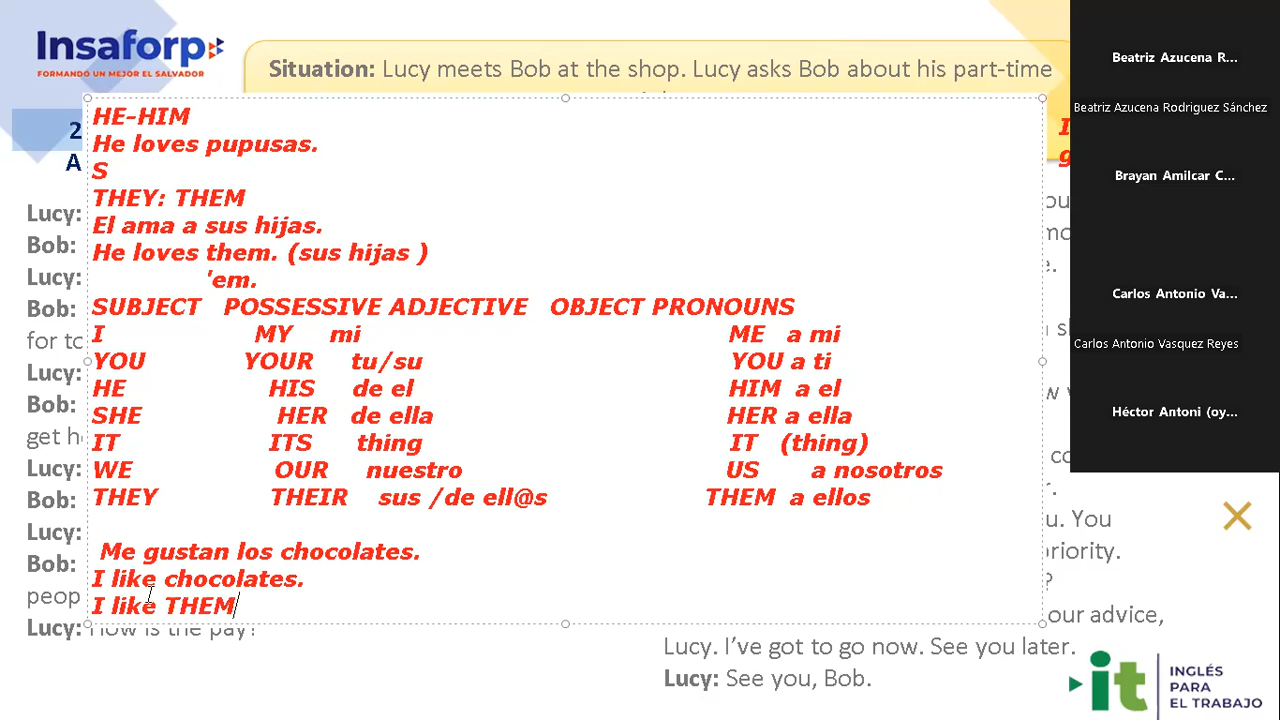 Insaforp
FORMANDO UN MEJOR EL SALVADOR
Situation: Lucy meets Bob at the shop. Lucy asks Bob about his part-time
2
A
HE-HIM
He loves pupusas.
S
THEY: THEM
El ama a sus hijas.
He loves them. (sus hijas )
'em.
SUBJECT POSSESSIVE ADJECTIVE OBJECT PRONOUNS
I MY mi ME a mi
YOU YOUR tu/su YOU a ti
HE HIS de el HIM a el
SHE HER de ella HER a ella
IT ITS thing IT (thing)
WE OUR nuestro US a nosotros
THEY THEIR sus /de ell@s THEM a ellos
Me gustan los chocolates.
I like chocolates.
I like THEM
Lucy:
Bob:
Lucy:
Bob:
for to
Lucy:
Bob:
get h
Lucy:
Bob:
Lucy:
Bob:
peop
Lucy: How is the pay?
u. You
priority.
?
our advice,
Lucy. I've got to go now. See you later.
Lucy: See you, Bob.
Beatriz Azucena R...
Beatriz Azucena Rodriguez Sánchez
Brayan Amilcar C...
Carlos Antonio Va...
Carlos Antonio Vasquez Reyes
Héctor Antoni (oy...
it
INGLÉS
PARA
EL TRABAJO